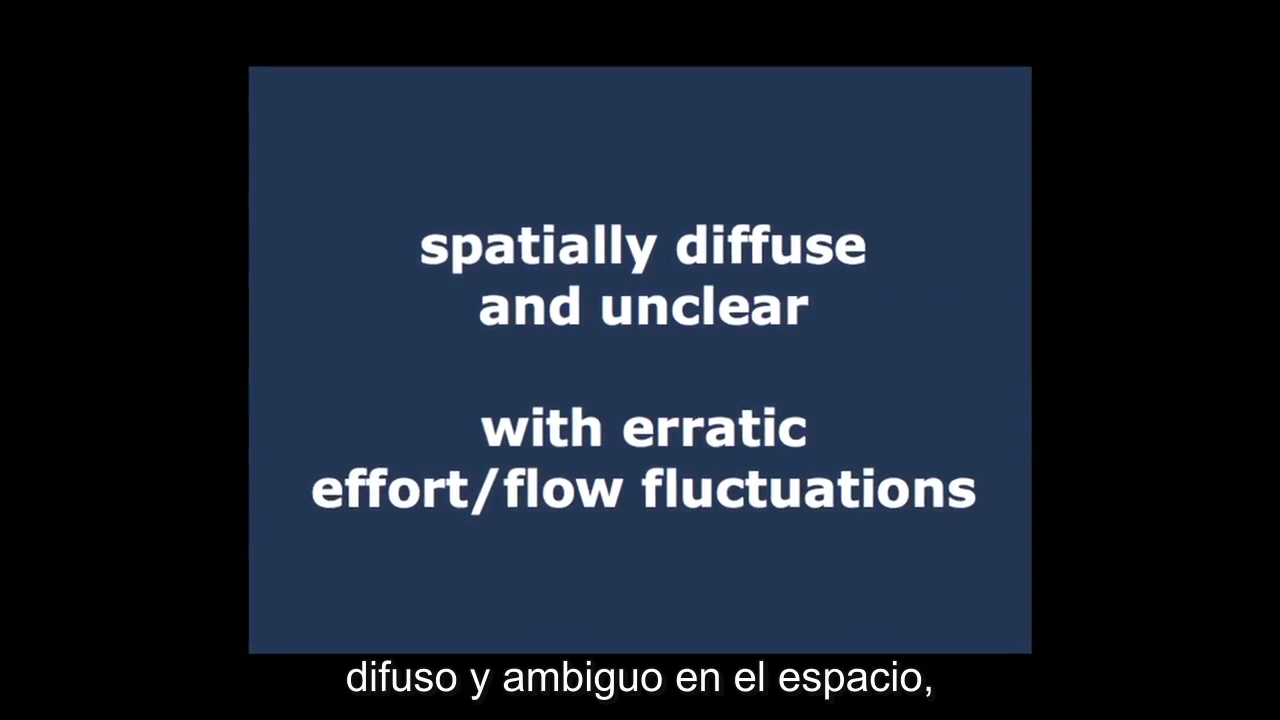 spatially diffuse
and unclear
with erratic
effort/flow fluctuations
difuso y ambiguo en el espacio,